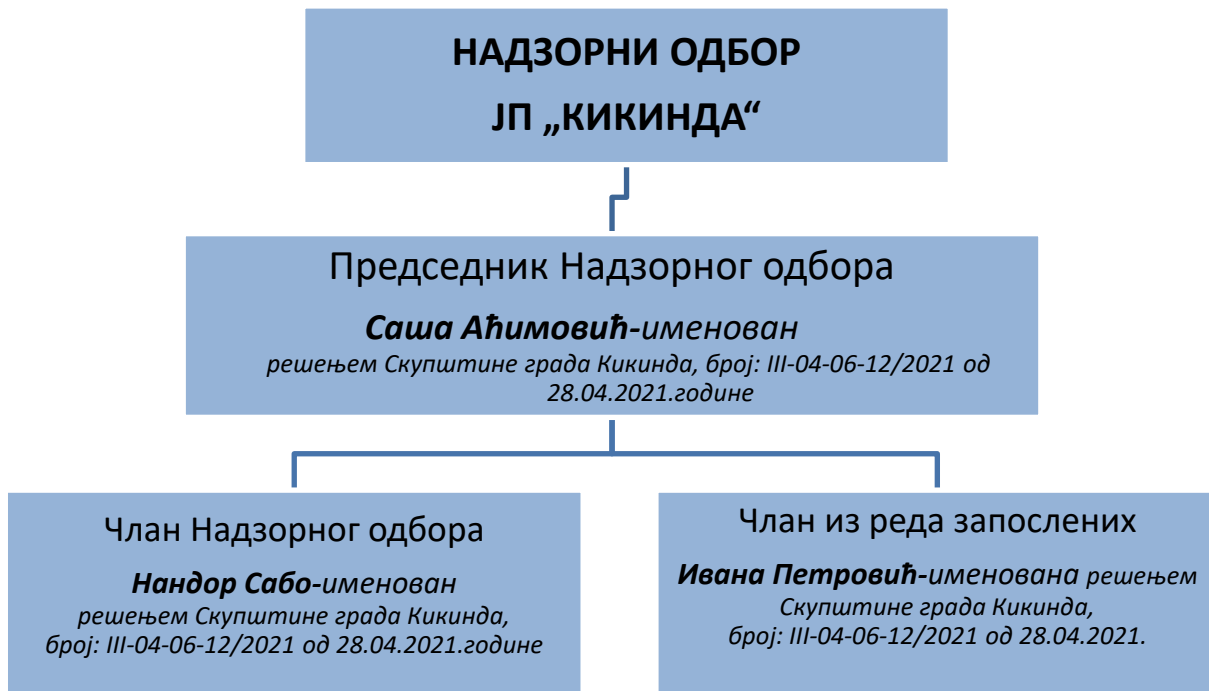 НАДЗОРНИ ОДБОР
ЈП „КИКИНДА“
Председник Надзорног одбора
Саша Аћимовић-именован
решењем Скупштине града Кикинда, број: III-04-06-12/2021 од
28.04.2021.године
Члан Надзорног одбора
Нандор Сабо-именован
решењем Скупштине града Кикинда,
број: III-04-06-12/2021 од 28.04.2021.године
Члан из реда запослених
Ивана Петровић-именована решењем
Скупштине града Кикинда,
број: III-04-06-12/2021 од 28.04.2021.